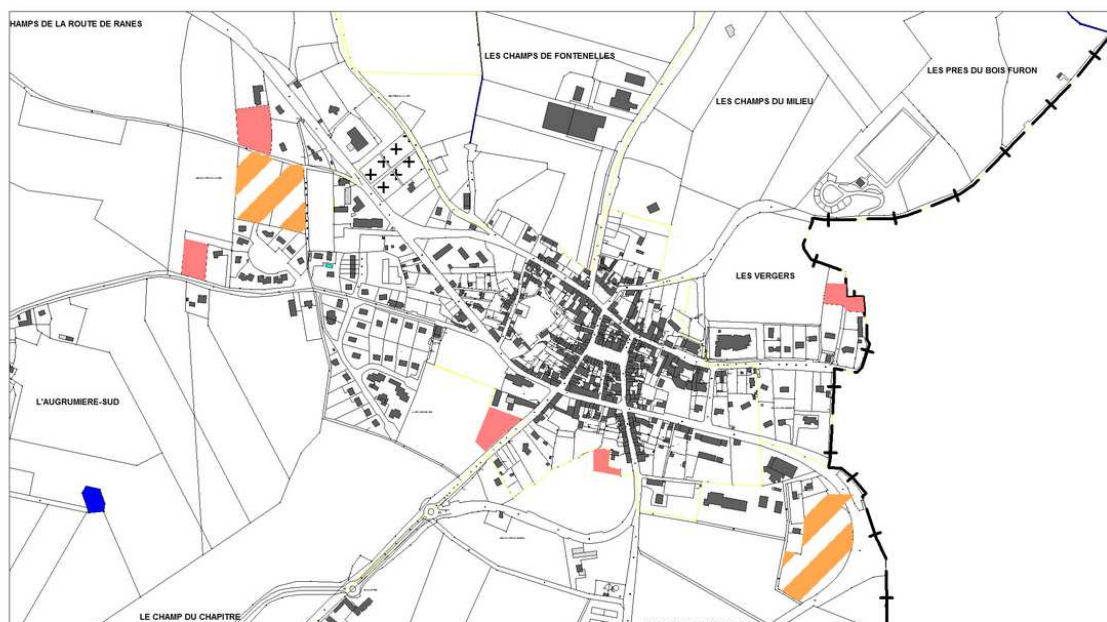 HAMPS DE LA ROUTE DE RANES
LES CHAMPS DE FONTENELLES
LES PRES DU BOIS FURON
LES CHAMPS DU MILIEU
LES VERGERS
L'AUGRUMIERE-SUD
LE CHAMP DU CHAPITRE